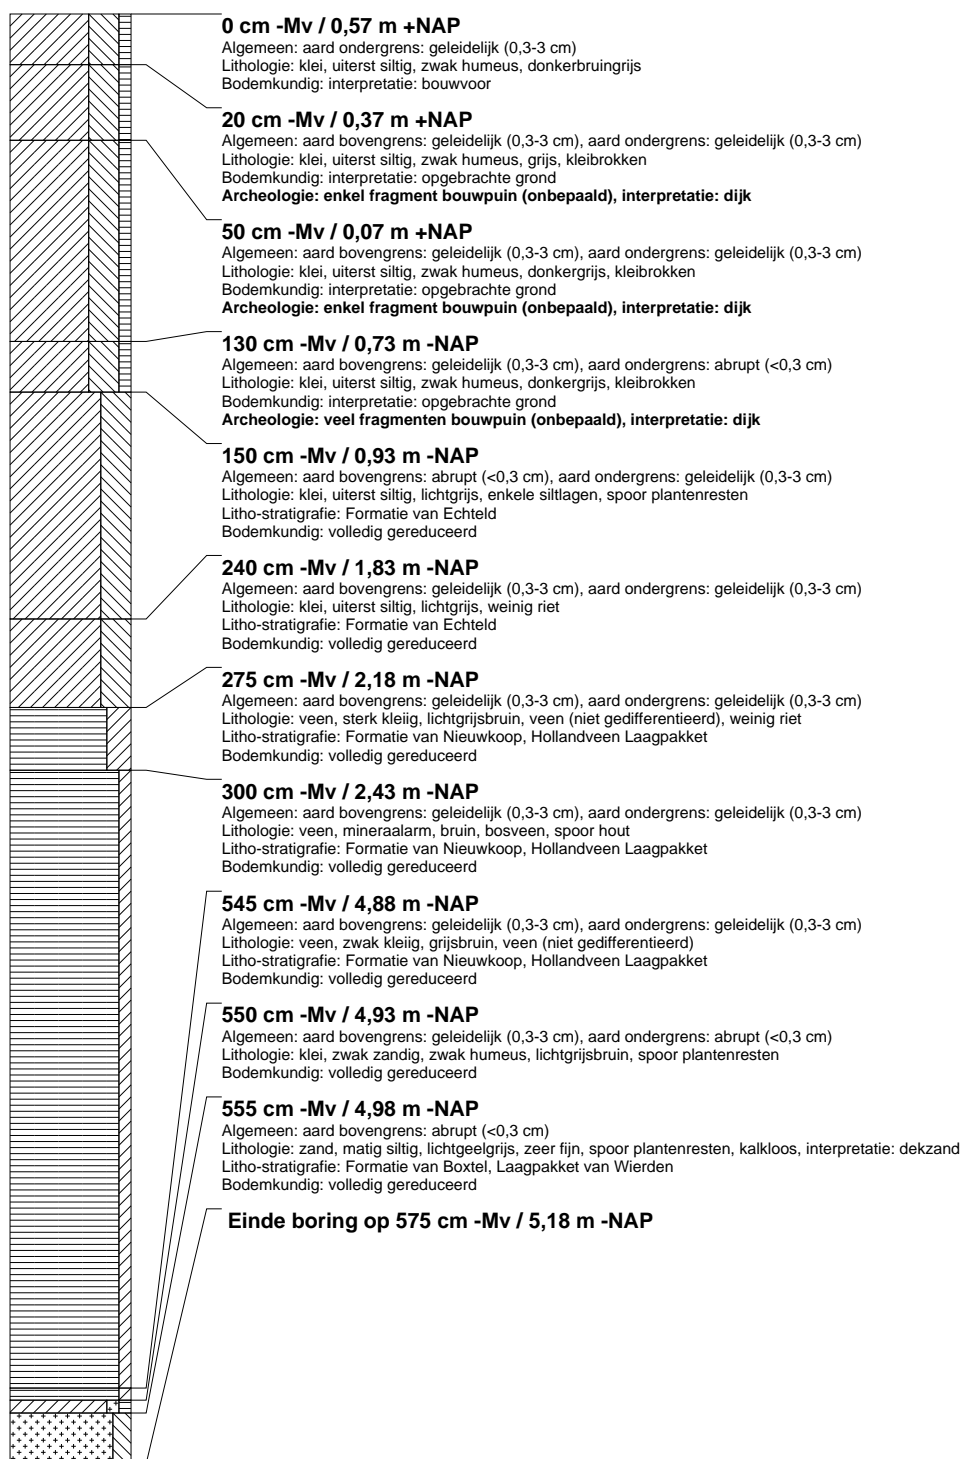 0 cm -Mv / 0,57 m +NAP
Algemeen: aard ondergrens: geleidelijk (0,3-3 cm)
Lithologie: klei, uiterst siltig, zwak humeus, donkerbruingrijs
Bodemkundig: interpretatie: bouwvoor
20 cm -Mv / 0,37 m +NAP
Algemeen: aard bovengrens: geleidelijk (0,3-3 cm), aard ondergrens: geleidelijk (0,3-3 cm)
Lithologie: klei, uiterst siltig, zwak humeus, grijs, kleibrokken
Bodemkundig: interpretatie: opgebrachte grond
Archeologie: enkel fragment bouwpuin (onbepaald), interpretatie: dijk
50 cm -Mv / 0,07 m +NAP
Algemeen: aard bovengrens: geleidelijk (0,3-3 cm), aard ondergrens: geleidelijk (0,3-3 cm)
Lithologie: klei, uiterst siltig, zwak humeus, donkergrijs, kleibrokken
Bodemkundig: interpretatie: opgebrachte grond
Archeologie: enkel fragment bouwpuin (onbepaald), interpretatie: dijk
130 cm -Mv / 0,73 m -NAP
Algemeen: aard bovengrens: geleidelijk (0,3-3 cm), aard ondergrens: abrupt (<0,3 cm)
Lithologie: klei, uiterst siltig, zwak humeus, donkergrijs, kleibrokken
Bodemkundig: interpretatie: opgebrachte grond
Archeologie: veel fragmenten bouwpuin (onbepaald), interpretatie: dijk
150 cm -Mv / 0,93 m -NAP
Algemeen: aard bovengrens: abrupt (<0,3 cm), aard ondergrens: geleidelijk (0,3-3 cm)
Lithologie: klei, uiterst siltig, lichtgrijs, enkele siltlagen, spoor plantenresten
Litho-stratigrafie: Formatie van Echteld
Bodemkundig: volledig gereduceerd
240 cm -Mv / 1,83 m -NAP
Algemeen: aard bovengrens: geleidelijk (0,3-3 cm), aard ondergrens: geleidelijk (0,3-3 cm)
Lithologie: klei, uiterst siltig, lichtgrijs, weinig riet
Litho-stratigrafie: Formatie van Echteld
Bodemkundig: volledig gereduceerd
275 cm -Mv / 2,18 m -NAP
Algemeen: aard bovengrens: geleidelijk (0,3-3 cm), aard ondergrens: geleidelijk (0,3-3 cm)
Lithologie: veen, sterk kleiig, lichtgrijsbruin, veen (niet gedifferentieerd), weinig riet
Litho-stratigrafie: Formatie van Nieuwkoop, Hollandveen Laagpakket
Bodemkundig: volledig gereduceerd
300 cm -Mv / 2,43 m -NAP
Algemeen: aard bovengrens: geleidelijk (0,3-3 cm), aard ondergrens: geleidelijk (0,3-3 cm)
Lithologie: veen, mineraalarm, bruin, bosveen, spoor hout
Litho-stratigrafie: Formatie van Nieuwkoop, Hollandveen Laagpakket
Bodemkundig: volledig gereduceerd
545 cm -Mv / 4,88 m -NAP
Algemeen: aard bovengrens: geleidelijk (0,3-3 cm), aard ondergrens: geleidelijk (0,3-3 cm)
Lithologie: veen, zwak kleiig, grijsbruin, veen (niet gedifferentieerd)
Litho-stratigrafie: Formatie van Nieuwkoop, Hollandveen Laagpakket
Bodemkundig: volledig gereduceerd
550 cm -Mv / 4,93 m -NAP
Algemeen: aard bovengrens: geleidelijk (0,3-3 cm), aard ondergrens: abrupt (<0,3 cm)
Lithologie: klei, zwak zandig, zwak humeus, lichtgrijsbruin, spoor plantenresten
Bodemkundig: volledig gereduceerd
555 cm -Mv / 4,98 m -NAP
Algemeen: aard bovengrens: abrupt (<0,3 cm)
Lithologie: zand, matig siltig, lichtgeelgrijs, zeer fijn, spoor plantenresten, kalkloos, interpretatie: dekzand
Litho-stratigrafie: Formatie van Boxtel, Laagpakket van Wierden
Bodemkundig: volledig gereduceerd
Einde boring op 575 cm -Mv / 5,18 m -NAP